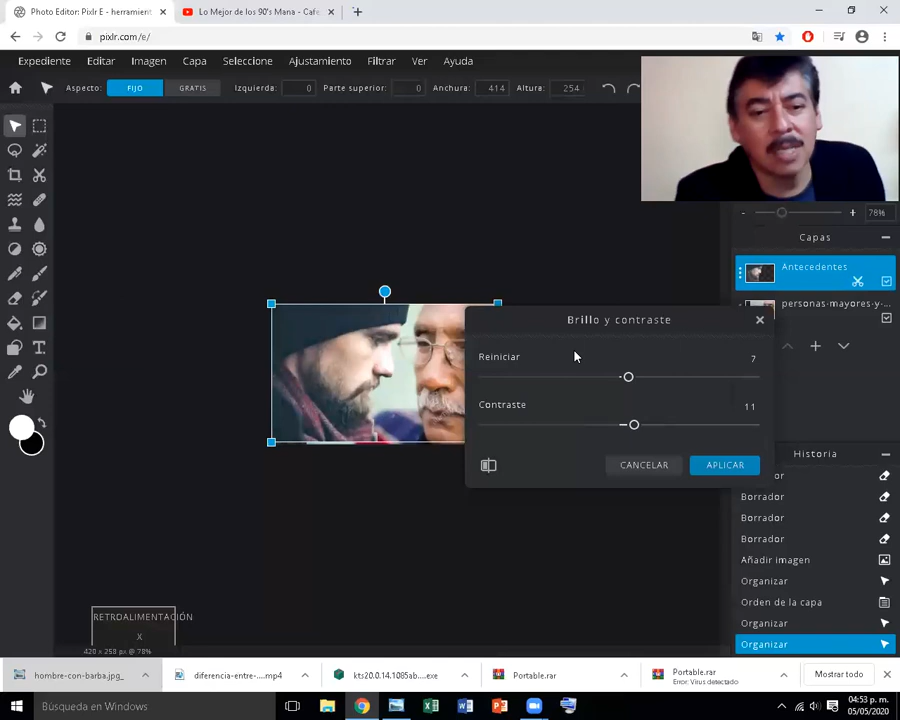 Photo Editor: Pixlr E - herramient
Lo Mejor de los 90's Mana - Cafe
pixlr.com/e/
Expediente Editar Imagen Capa Seleccione Ajustamiento Filtrar Ver Ayuda
Aspecto: FIJO GRATIS Izquierda: 0 Parte superior: 0 Anchura: 414 Altura: 254
- + 78%
Capas
Antecedentes
personas-mayores-y-...
Brillo y contraste
Reiniciar 7
Contraste 11
CANCELAR APLICAR
Historia
Borrador
Borrador
Borrador
Añadir imagen
Organizar
Orden de la capa
Organizar
Organizar
RETROALIMENTACIÓN
X
420 x 258 px @ 78%
hombre-con-barba.jpg_
diferencia-entre-....mp4
kts20.0.14.1085ab....exe
Portable.rar
Portable.rar
Error: Virus detectado
Mostrar todo
Búsqueda en Windows
04:53 p. m.
05/05/2020